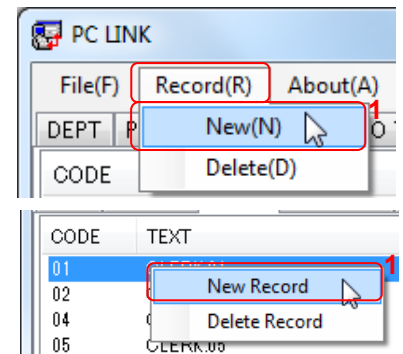 PC LINK
File(F) Record(R) About(A)
1
DEPT New(N)
CODE Delete(D)
CODE TEXT
01
1
02 New Record
04 Delete Record
05 CLERK.05